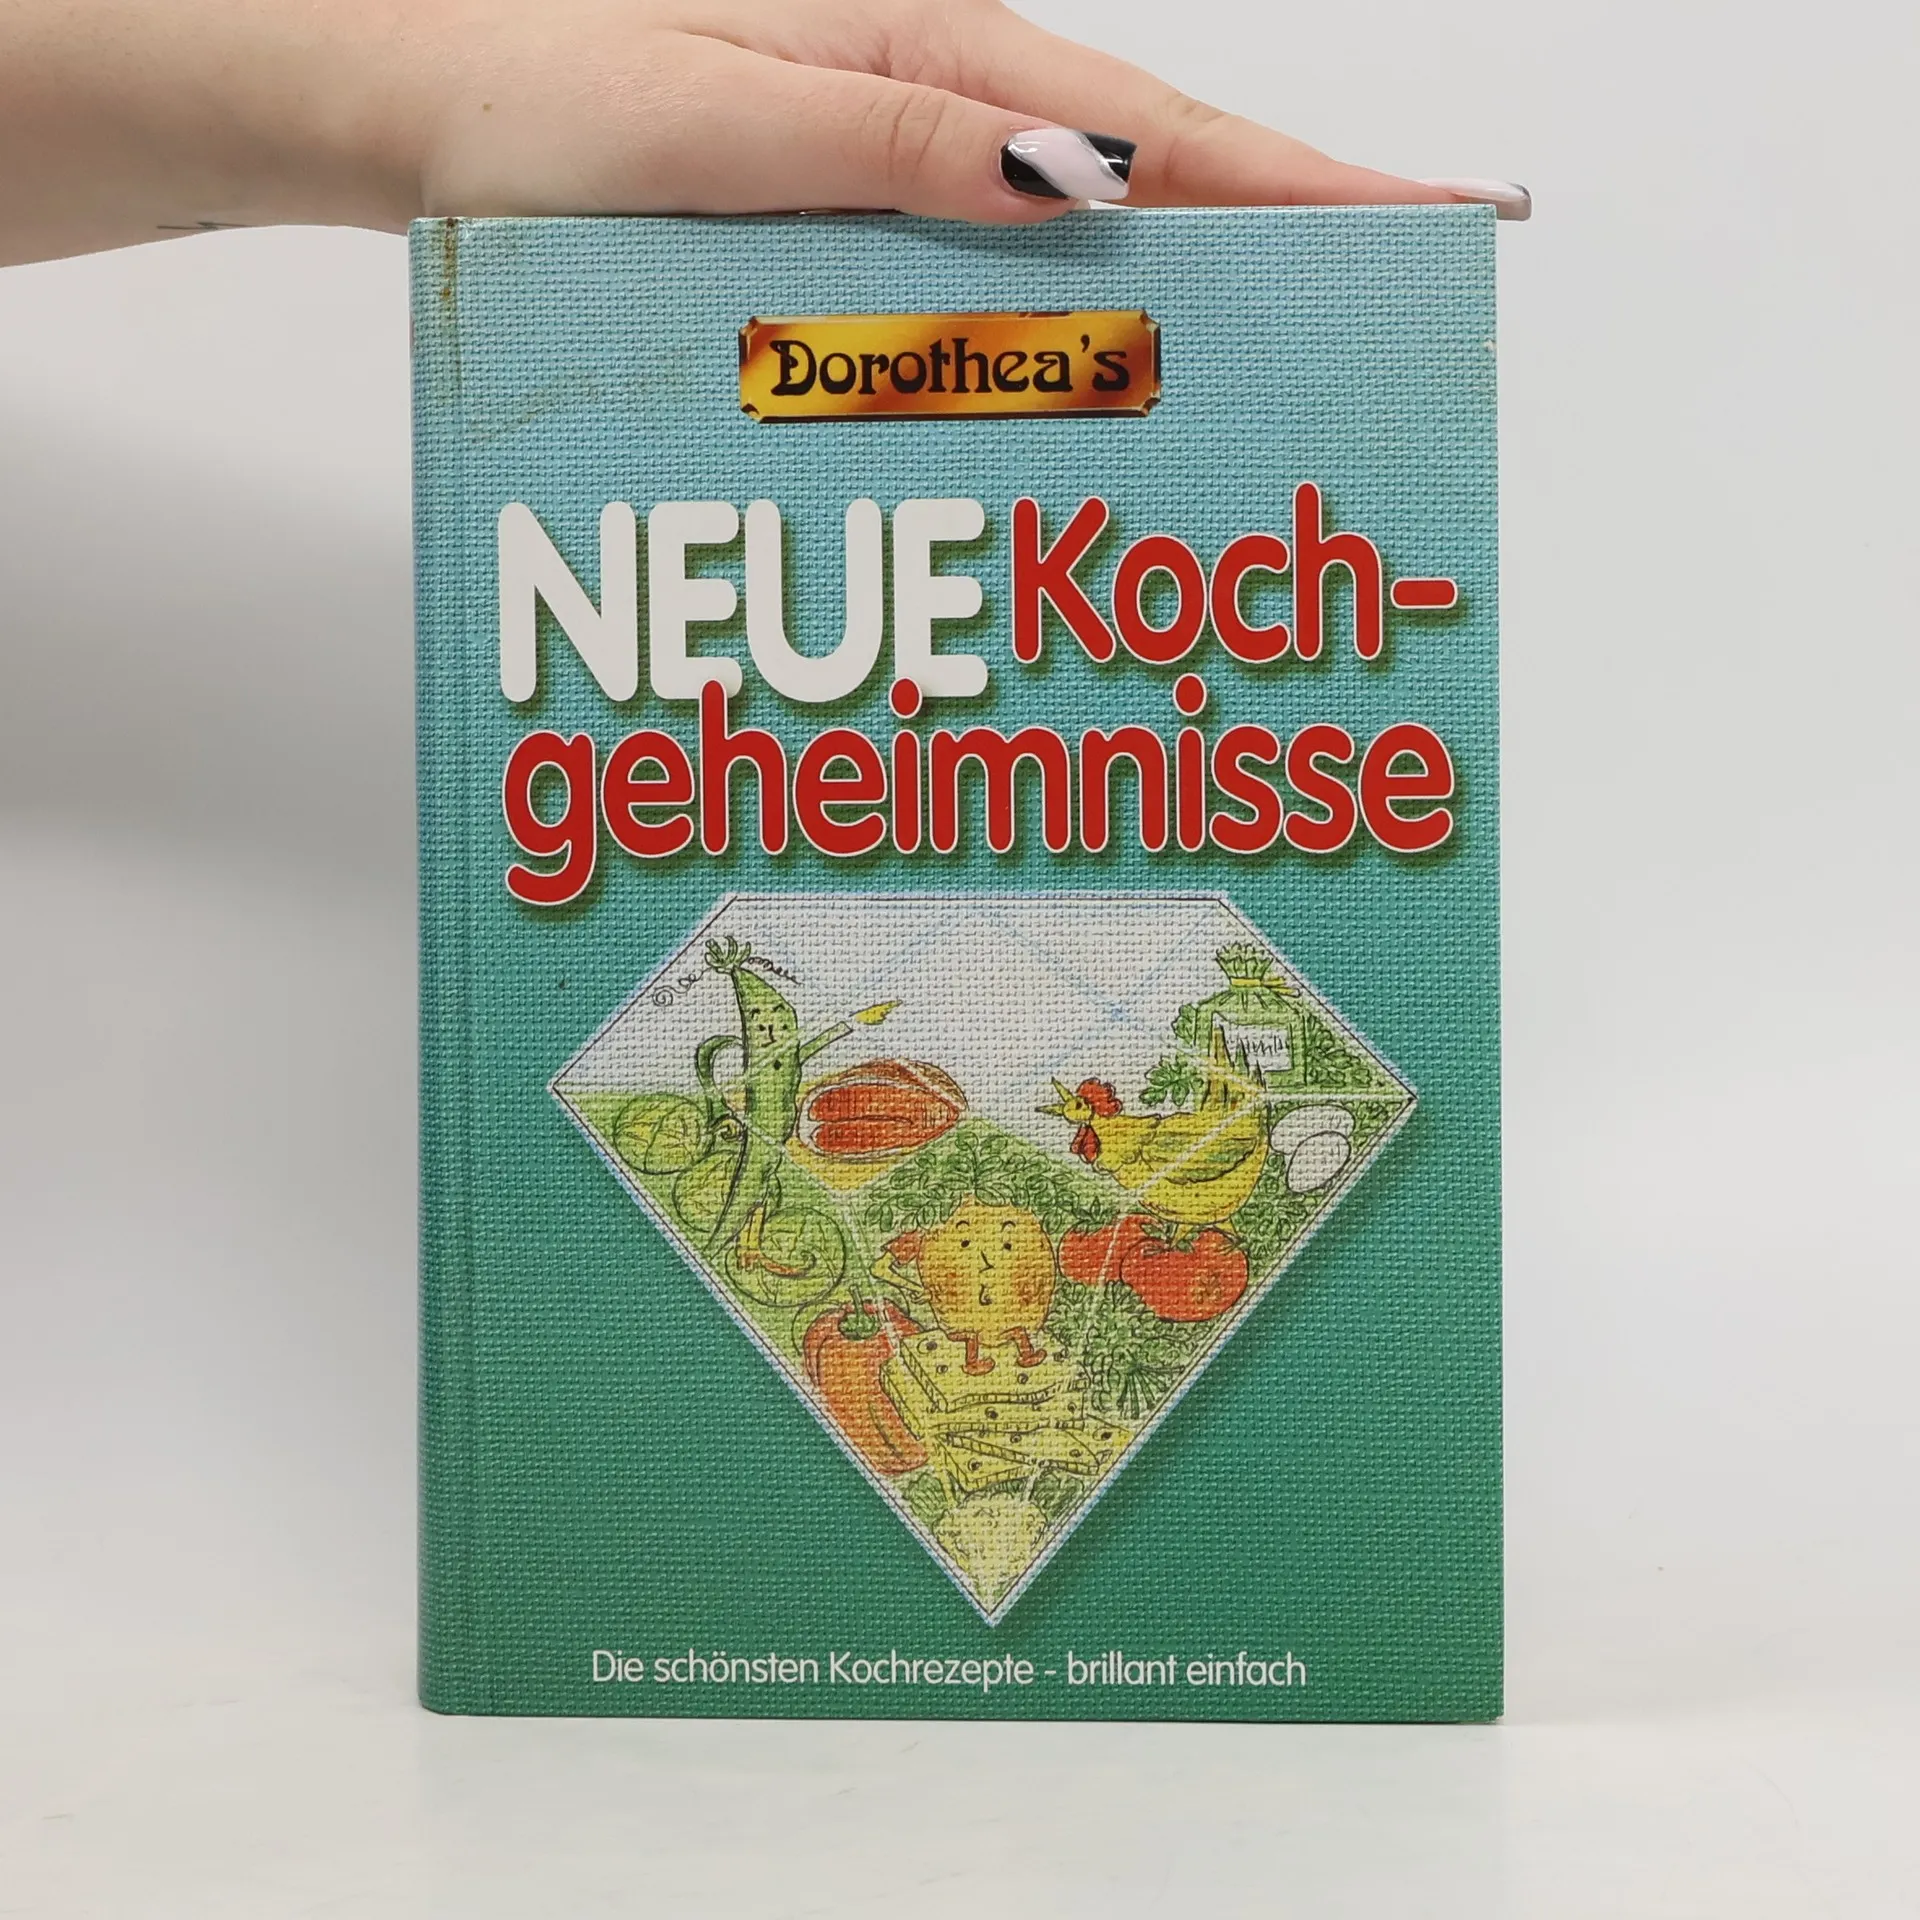 Dorothea's
NEUE Koch-
geheimnisse
Die schönsten Kochrezepte - brillant einfach